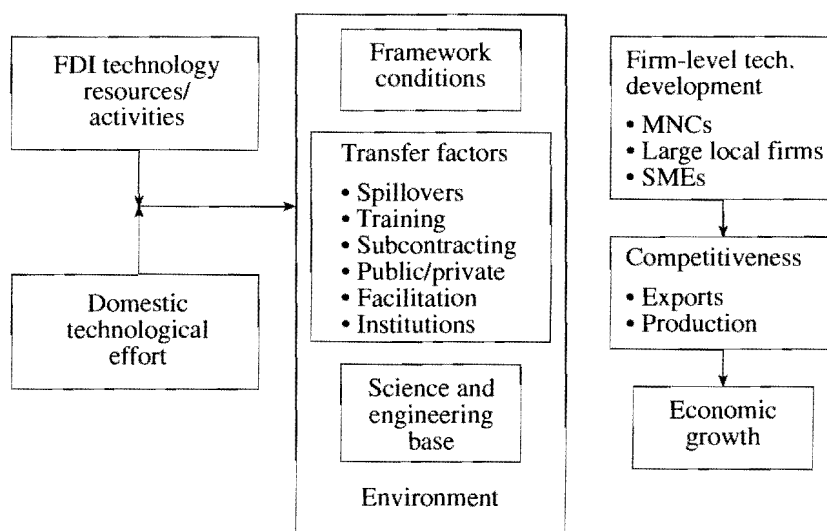 FDI technology
resources/
activities
Domestic
technological
effort
Framework
conditions
Transfer factors
• Spillovers
• Training
• Subcontracting
• Public/private
• Facilitation
• Institutions
Science and
engineering
base
Environment
Firm-level tech.
development
• MNCs
• Large local firms
• SMEs
Competitiveness
• Exports
• Production
Economic
growth